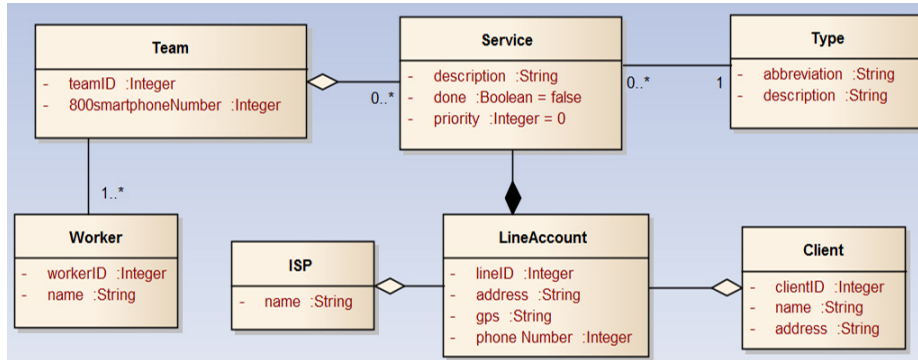 Team
- teamID :Integer
- 800smartphoneNumber :Integer
Service
- description :String
- done :Boolean = false
- priority :Integer = 0
Type
- abbreviation :String
- description :String
0..*
0..*
1
1..*
Worker
- workerID :Integer
- name :String
ISP
- name :String
LineAccount
- lineID :Integer
- address :String
- gps :String
- phone Number :Integer
Client
- clientID :Integer
- name :String
- address :String